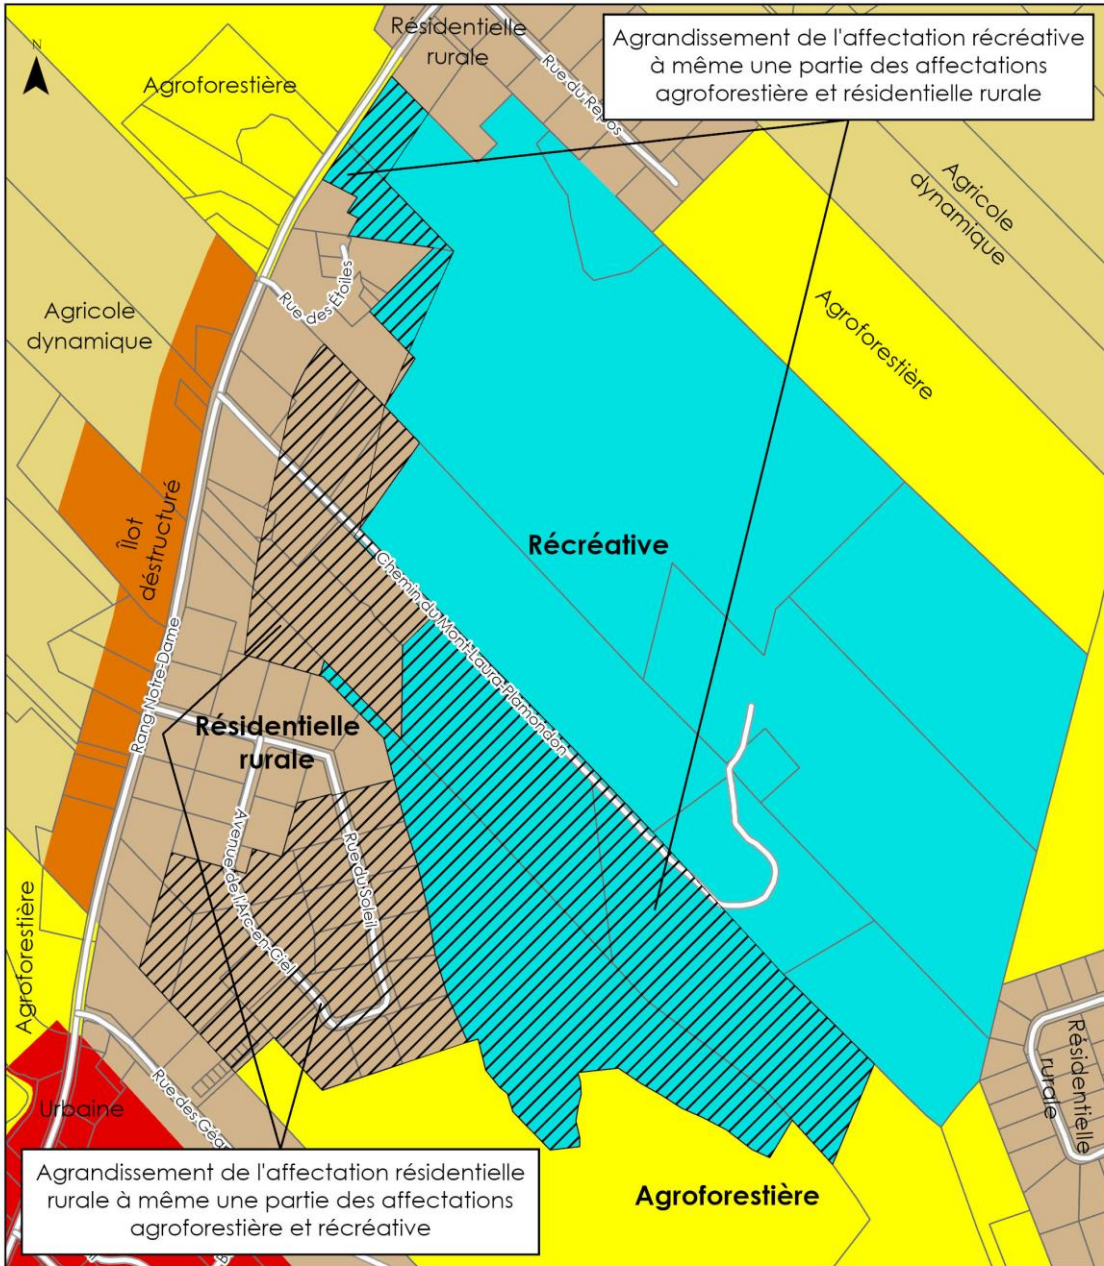 Résidentielle
rurale
Agrandissement de l'affectation récréative
à même une partie des affectations
agroforestière et résidentielle rurale
N
Agroforestière
Rue du Repos
Agricole
dynamique
Rue des Étoiles
Agricole
dynamique
Agroforestière
Îlot
déstructuré
Récréative
Chemin du Mont-Laura-Plamondon
Rang Notre-Dame
Résidentielle
rurale
Avenue de l'Arc-en-Ciel
Rue du Soleil
Agroforestière
Résidentielle
rurale
Rue des Géan
Urbaine
Agrandissement de l'affectation résidentielle
rurale à même une partie des affectations
agroforestière et récréative
Agroforestière